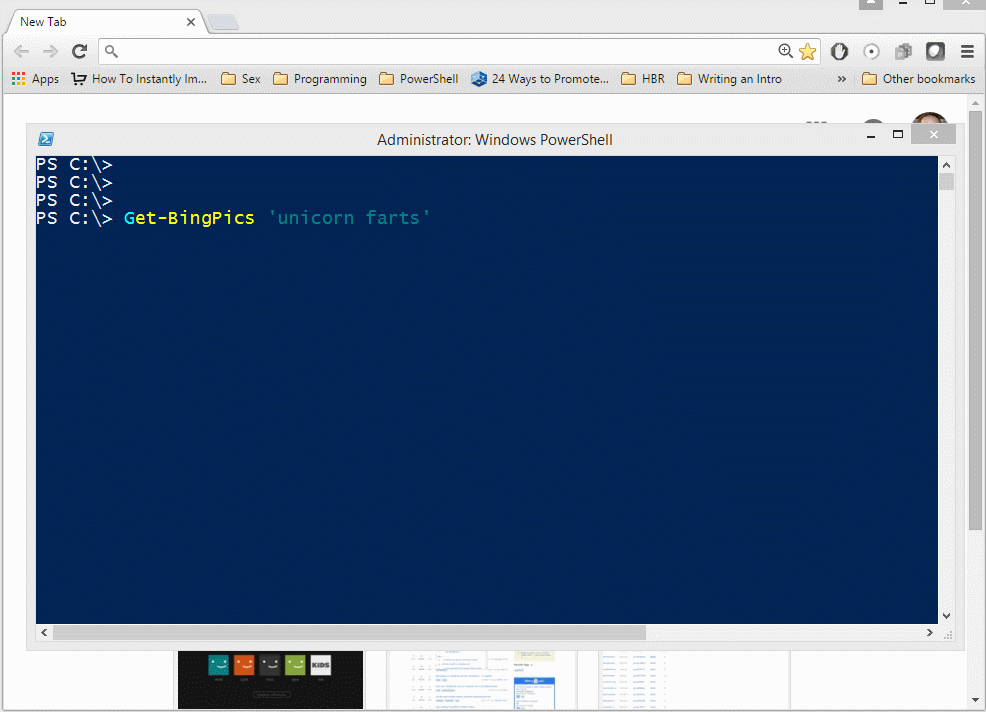 New Tab
Apps How To Instantly Im... Sex Programming PowerShell 24 Ways to Promote... HBR Writing an Intro » Other bookmarks
Administrator: Windows PowerShell
PS C:\>
PS C:\>
PS C:\>
PS C:\> Get-BingPics 'unicorn farts'
KIDS